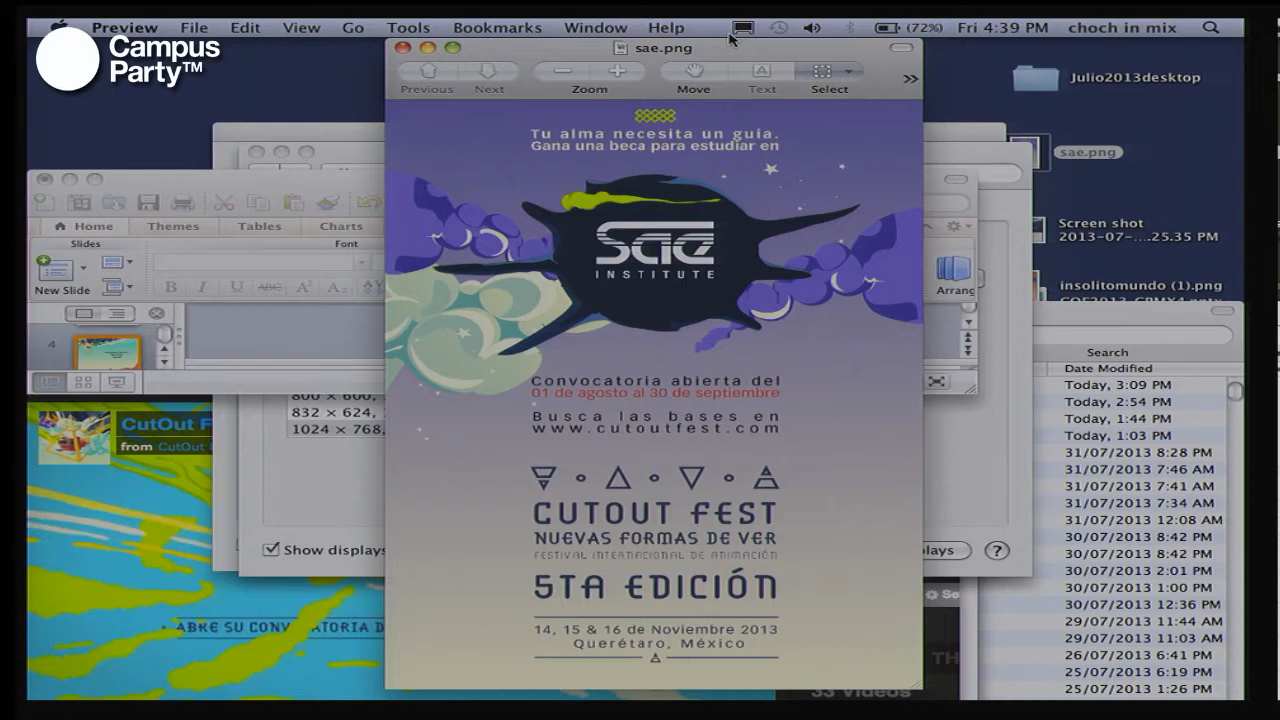 Preview File Edit View Go Tools Bookmarks Window Help (72%) Fri 4:39 PM choch in mix
Campus
Party™
sae.png
Previous Next Zoom Move Text Select
Julio2013desktop
sae.png
Screen shot
2013-07-...25.35 PM
insolitomundo (1).png
Tu alma necesita un guía.
Gana una beca para estudiar en
sae
INSTITUTE
Convocatoria abierta del
01 de agosto al 30 de septiembre
Busca las bases en
www.cutoutfest.com
CUTOUT FEST
NUEVAS FORMAS DE VER
FESTIVAL INTERNACIONAL DE ANIMACIÓN
5TA EDICIÓN
14, 15 & 16 de Noviembre 2013
Querétaro, México
Home Themes Tables Charts
Slides Font
New Slide B I U ABC A² A₂ Arrang
4
800 × 600,
832 × 624,
1024 × 768,
Show displays
lays ?
CutOut F
from CutOut
ABRE SU CONVOCATORIA D
33 Videos
Search
Date Modified
Today, 3:09 PM
Today, 2:54 PM
Today, 1:44 PM
Today, 1:03 PM
31/07/2013 8:28 PM
31/07/2013 7:46 AM
31/07/2013 7:41 AM
31/07/2013 7:34 AM
31/07/2013 12:08 AM
30/07/2013 8:42 PM
30/07/2013 8:42 PM
30/07/2013 2:01 PM
30/07/2013 1:00 PM
30/07/2013 12:36 PM
29/07/2013 11:44 AM
29/07/2013 11:03 AM
26/07/2013 6:41 PM
25/07/2013 6:19 PM
25/07/2013 1:26 PM